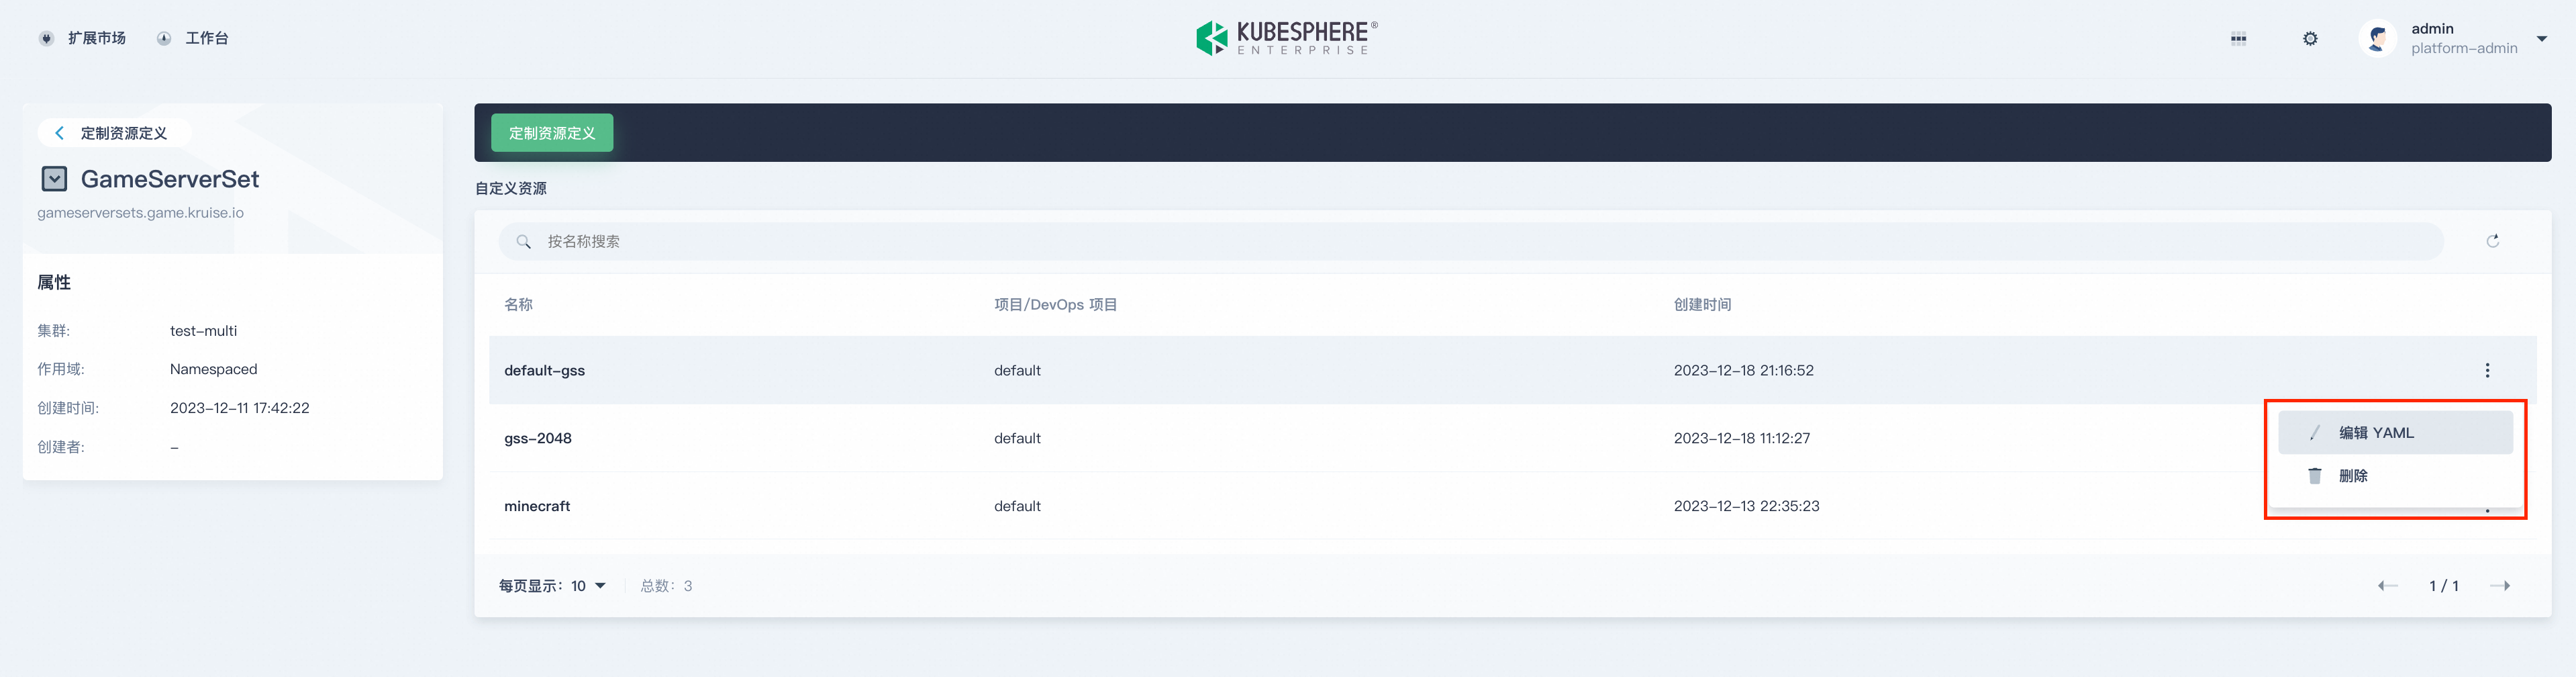 扩展市场 工作台
KUBESPHERE®
ENTERPRISE
admin
platform-admin
定制资源定义
GameServerSet
gameserversets.game.kruise.io
属性
集群: test-multi
作用域: Namespaced
创建时间: 2023-12-11 17:42:22
创建者: -
定制资源定义
自定义资源
按名称搜索
名称 项目/DevOps 项目 创建时间
default-gss default 2023-12-18 21:16:52
gss-2048 default 2023-12-18 11:12:27
minecraft default 2023-12-13 22:35:23
编辑 YAML
删除
每页显示: 10 总数: 3
1 / 1